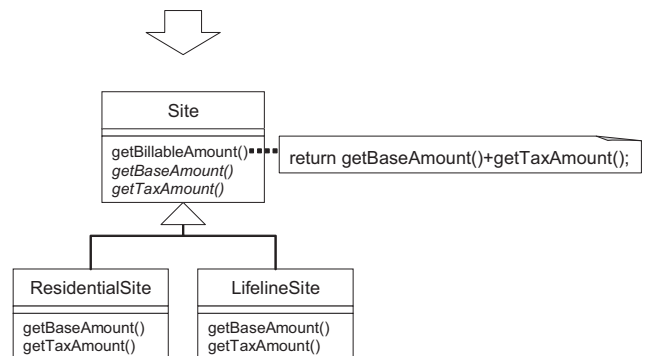 Site
getBillableAmount()
return getBaseAmount()+getTaxAmount();
getBaseAmount()
getTaxAmount()
ResidentialSite
getBaseAmount()
getTaxAmount()
LifelineSite
getBaseAmount()
getTaxAmount()